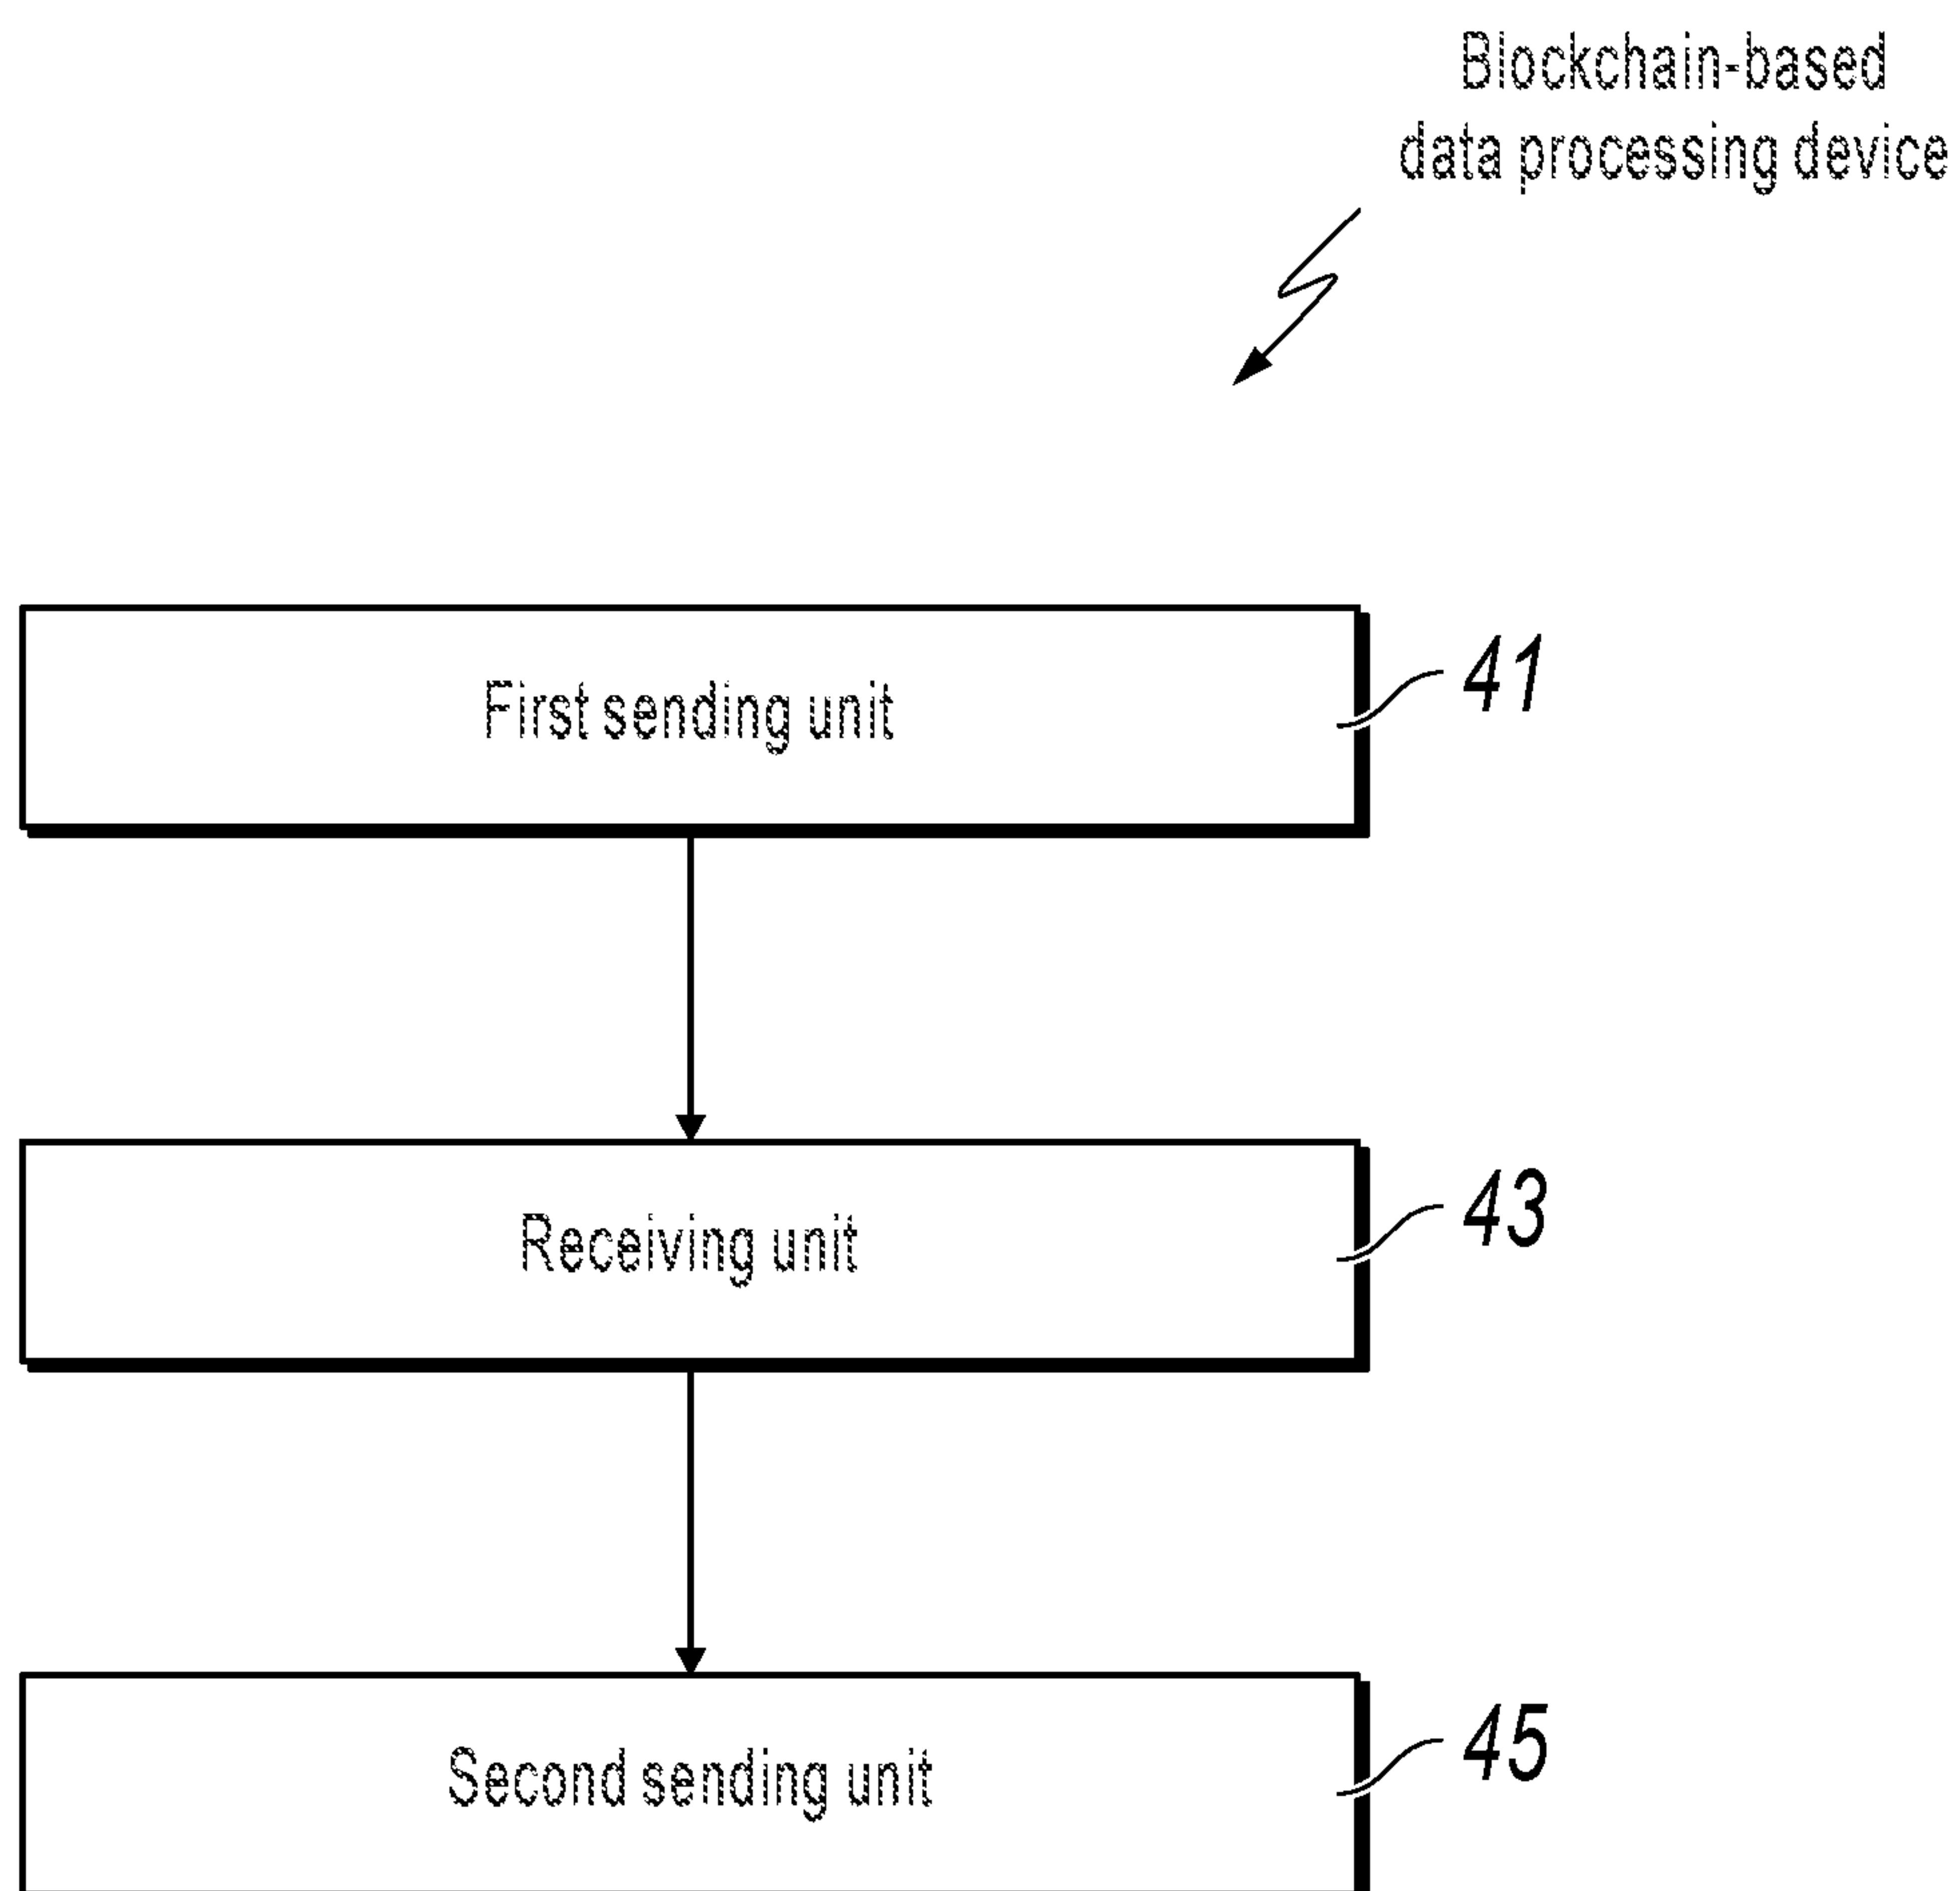 Blockchain-based
data processing device
First sending unit
41
Receiving unit
43
Second sending unit
45